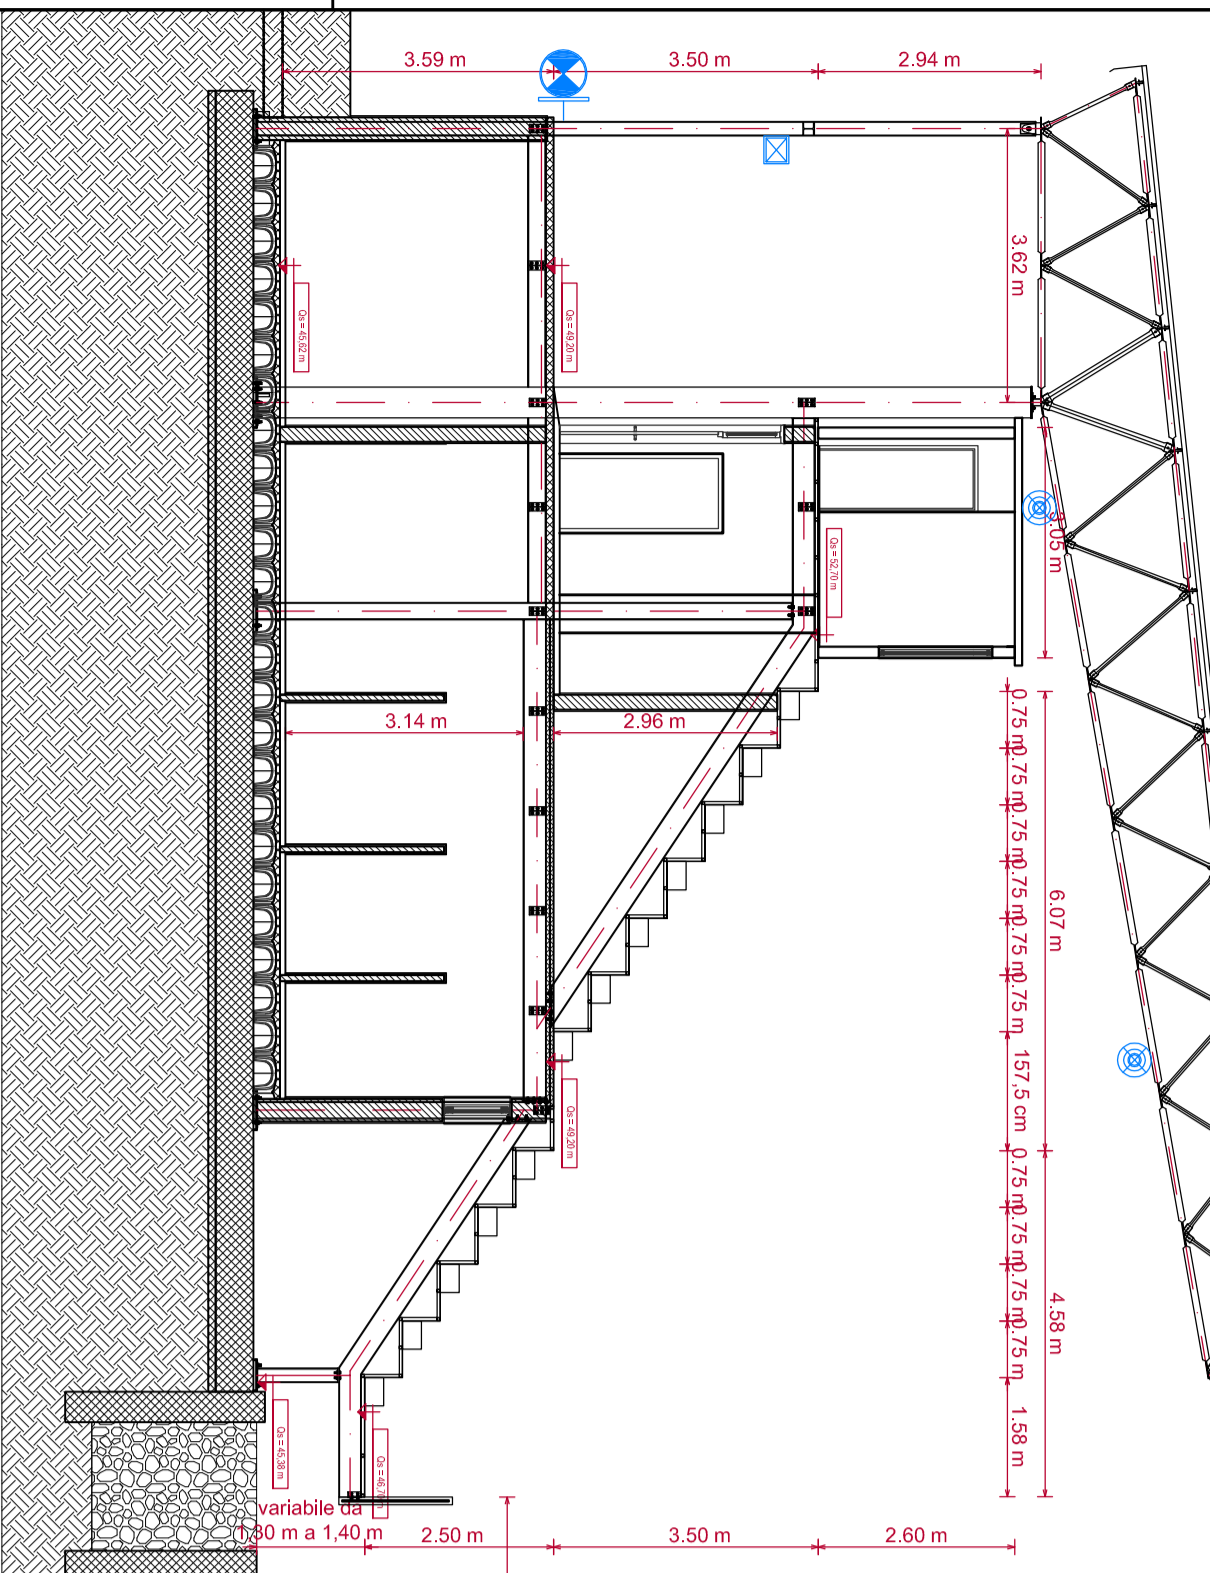 3.59 m
3.50 m
2.94 m
3.62 m
Qs = 45,62 m
Qs = 49,20 m
3.05 m
Qs = 52,70 m
0.75 m
3.14 m
2.96 m
0.75 m
0.75 m
0.75 m
0.75 m
6.07 m
0.75 m
157,5 cm
Qs = 49,20 m
0.75 m
0.75 m
0.75 m
4.58 m
0.75 m
1.58 m
Qs = 45,38 m
Qs = 46,70 m
variabile da
1,30 m a 1,40 m
2.50 m
3.50 m
2.60 m